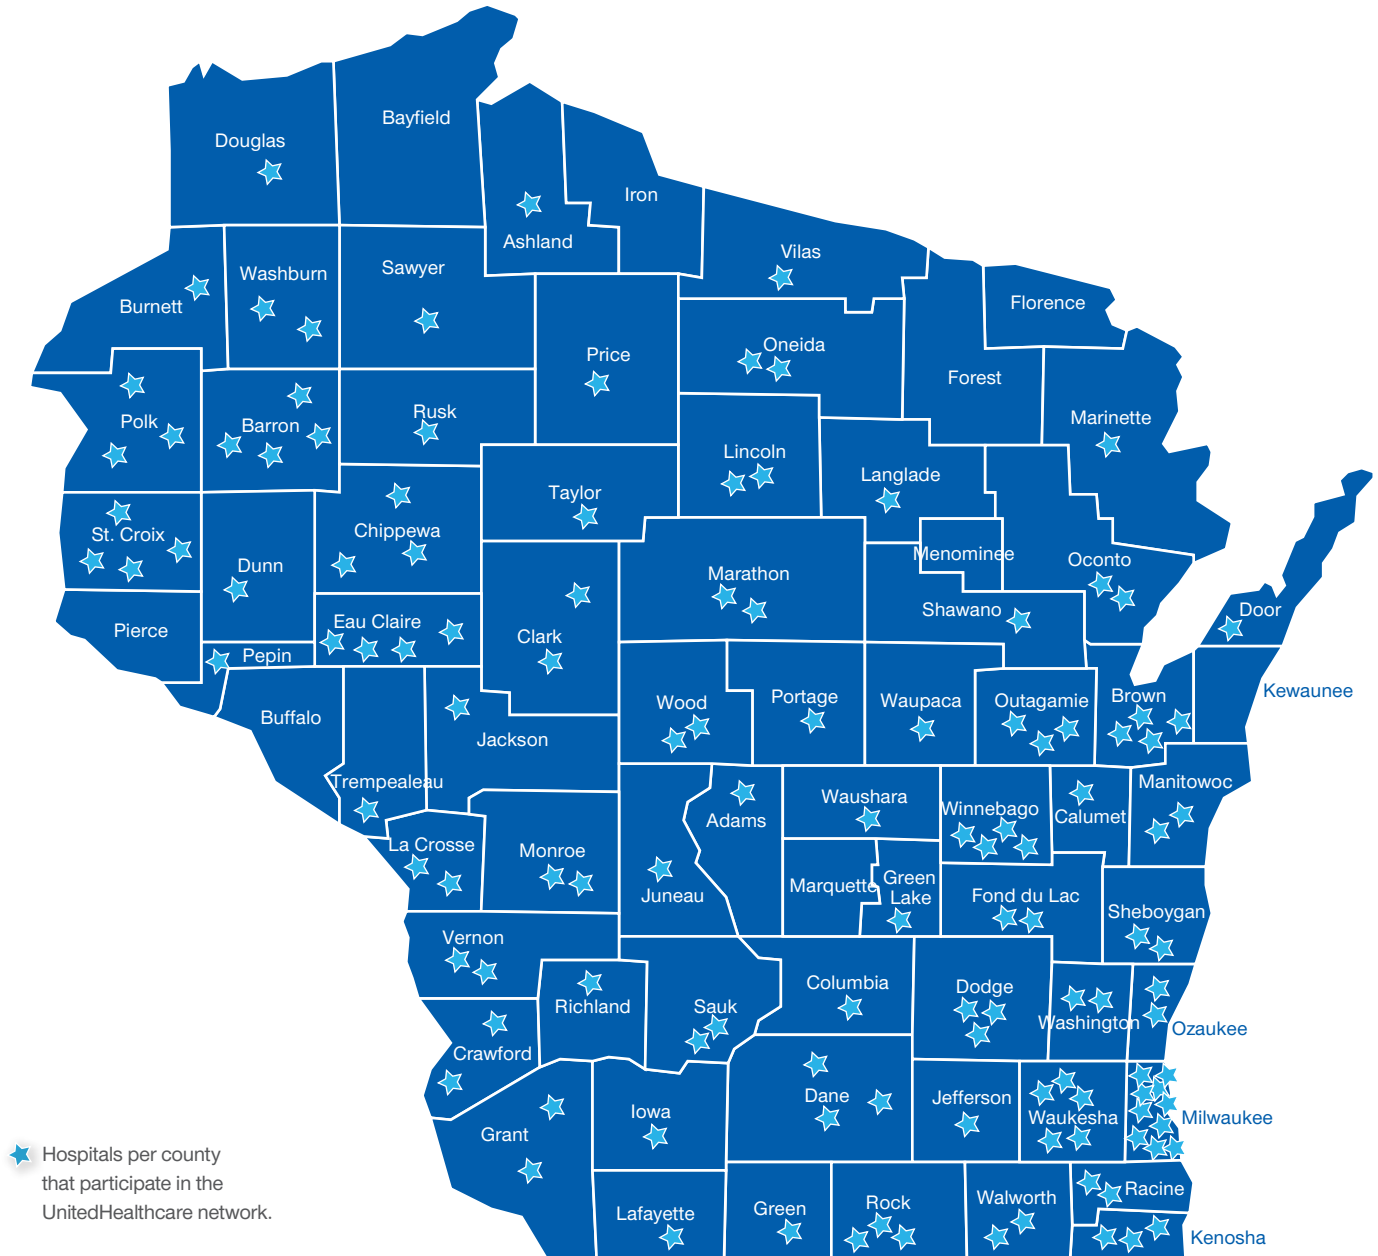 Bayfield
Douglas
Iron
Ashland
Vilas
Sawyer
Washburn
Florence
Burnett
Oneida
Price
Forest
Rusk
Marinette
Polk
Barron
Lincoln
Langlade
Taylor
Chippewa
St. Croix
Menominee
Oconto
Dunn
Marathon
Door
Shawano
Eau Claire
Pierce
Clark
Pepin
Kewaunee
Brown
Portage
Waupaca
Outagamie
Wood
Buffalo
Jackson
Trempealeau
Manitowoc
Waushara
Winnebago
Calumet
Adams
La Crosse
Monroe
Green
Lake
Marquette
Juneau
Fond du Lac
Sheboygan
Vernon
Columbia
Dodge
Richland
Sauk
Washington
Ozaukee
Crawford
Dane
Jefferson
Iowa
Waukesha
Milwaukee
Grant
Hospitals per county
that participate in the
UnitedHealthcare network.
Racine
Walworth
Rock
Green
Lafayette
Kenosha